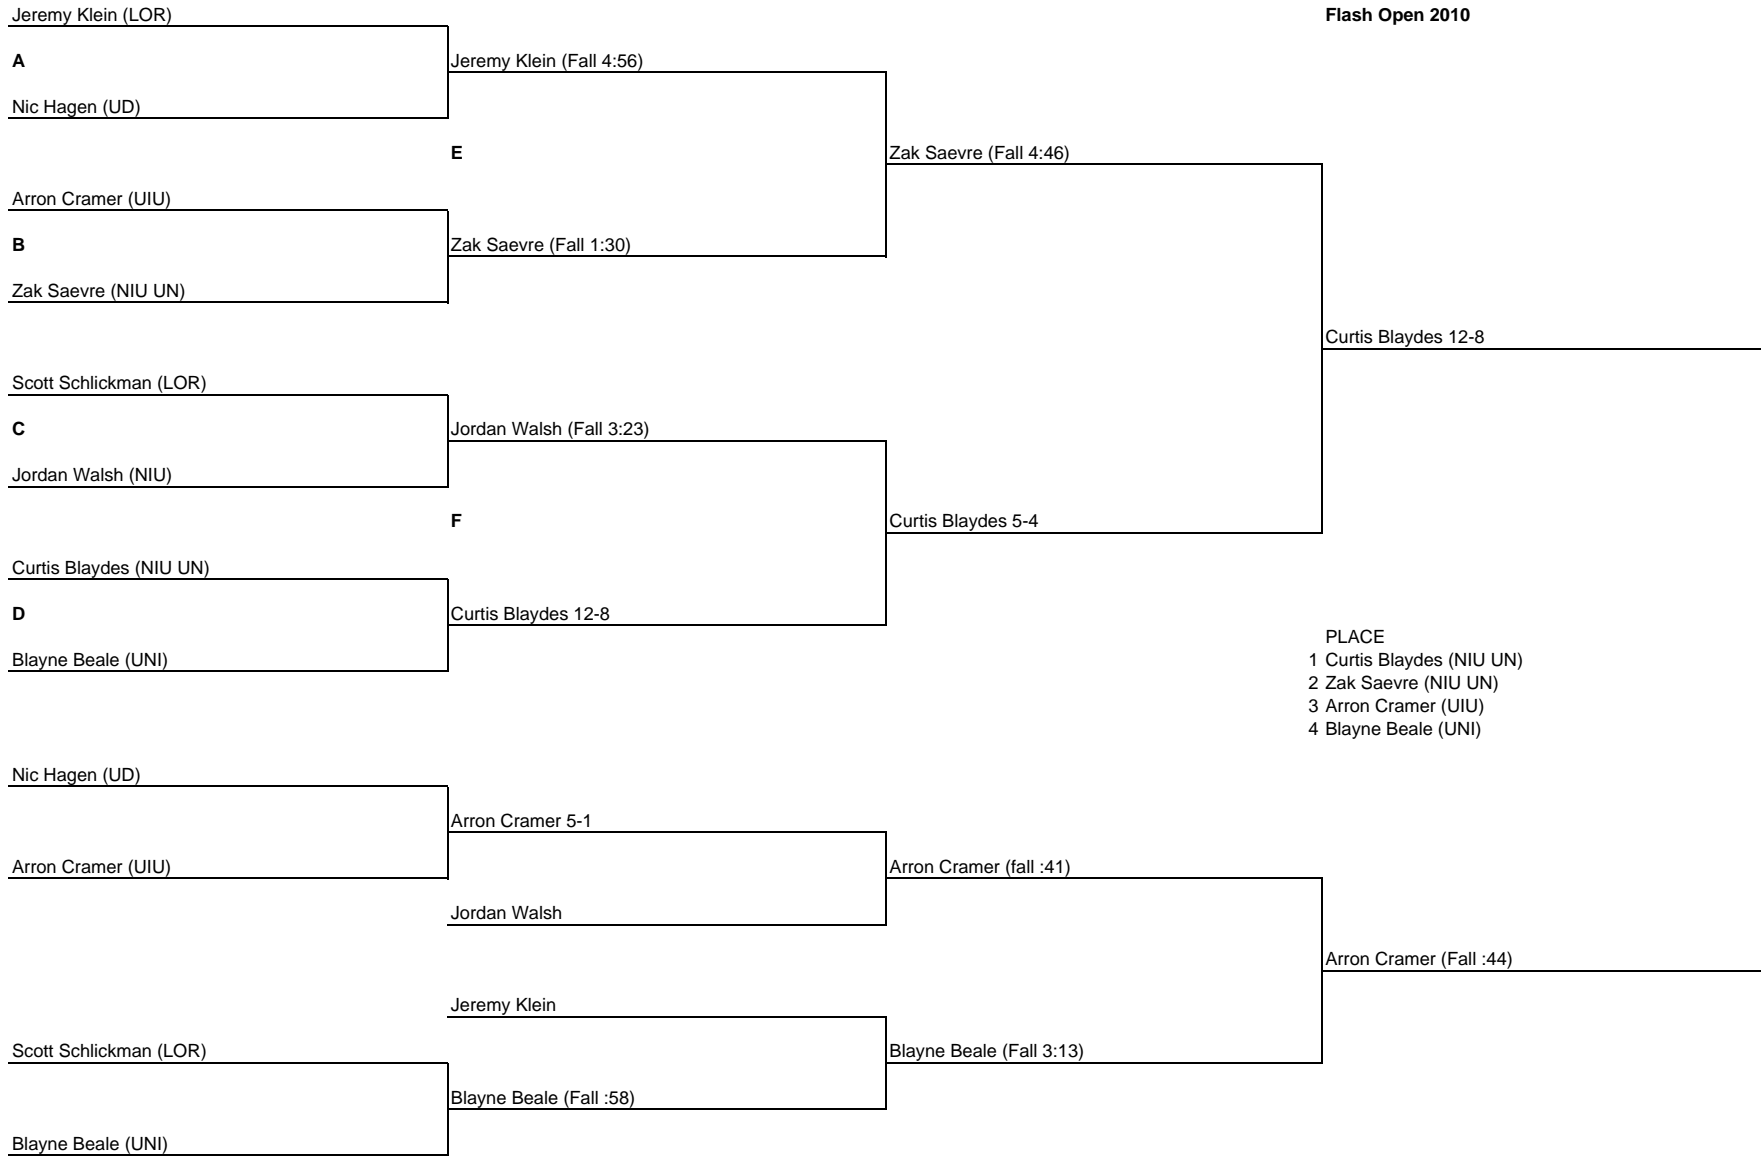 Jeremy Klein (LOR)
Flash Open 2010
A
Jeremy Klein (Fall 4:56)
Nic Hagen (UD)
E
Zak Saevre (Fall 4:46)
Arron Cramer (UIU)
B
Zak Saevre (Fall 1:30)
Zak Saevre (NIU UN)
Curtis Blaydes 12-8
Scott Schlickman (LOR)
C
Jordan Walsh (Fall 3:23)
Jordan Walsh (NIU)
F
Curtis Blaydes 5-4
Curtis Blaydes (NIU UN)
D
Curtis Blaydes 12-8
Blayne Beale (UNI)
PLACE
1 Curtis Blaydes (NIU UN)
2 Zak Saevre (NIU UN)
3 Arron Cramer (UIU)
4 Blayne Beale (UNI)
Nic Hagen (UD)
Arron Cramer 5-1
Arron Cramer (UIU)
Arron Cramer (fall :41)
Jordan Walsh
Arron Cramer (Fall :44)
Jeremy Klein
Scott Schlickman (LOR)
Blayne Beale (Fall 3:13)
Blayne Beale (Fall :58)
Blayne Beale (UNI)